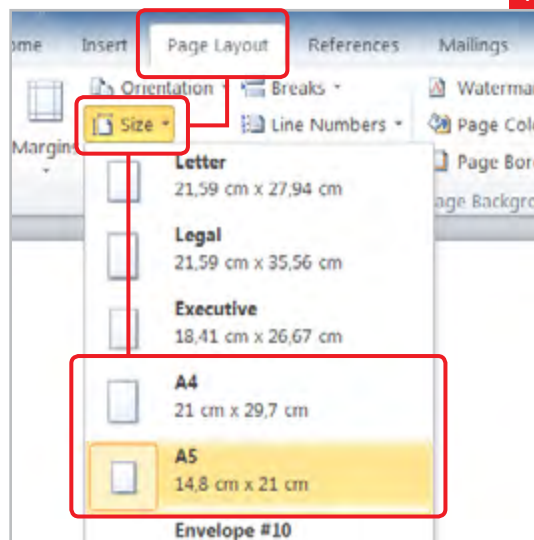 ome Insert Page Layout References Mailings
Orientation Breaks Waterma
Size Line Numbers Page Colo
Margins Page Bor
age Backgro
Letter
21,59 cm x 27,94 cm
Legal
21,59 cm x 35,56 cm
Executive
18,41 cm x 26,67 cm
A4
21 cm x 29,7 cm
A5
14,8 cm x 21 cm
Envelope #10